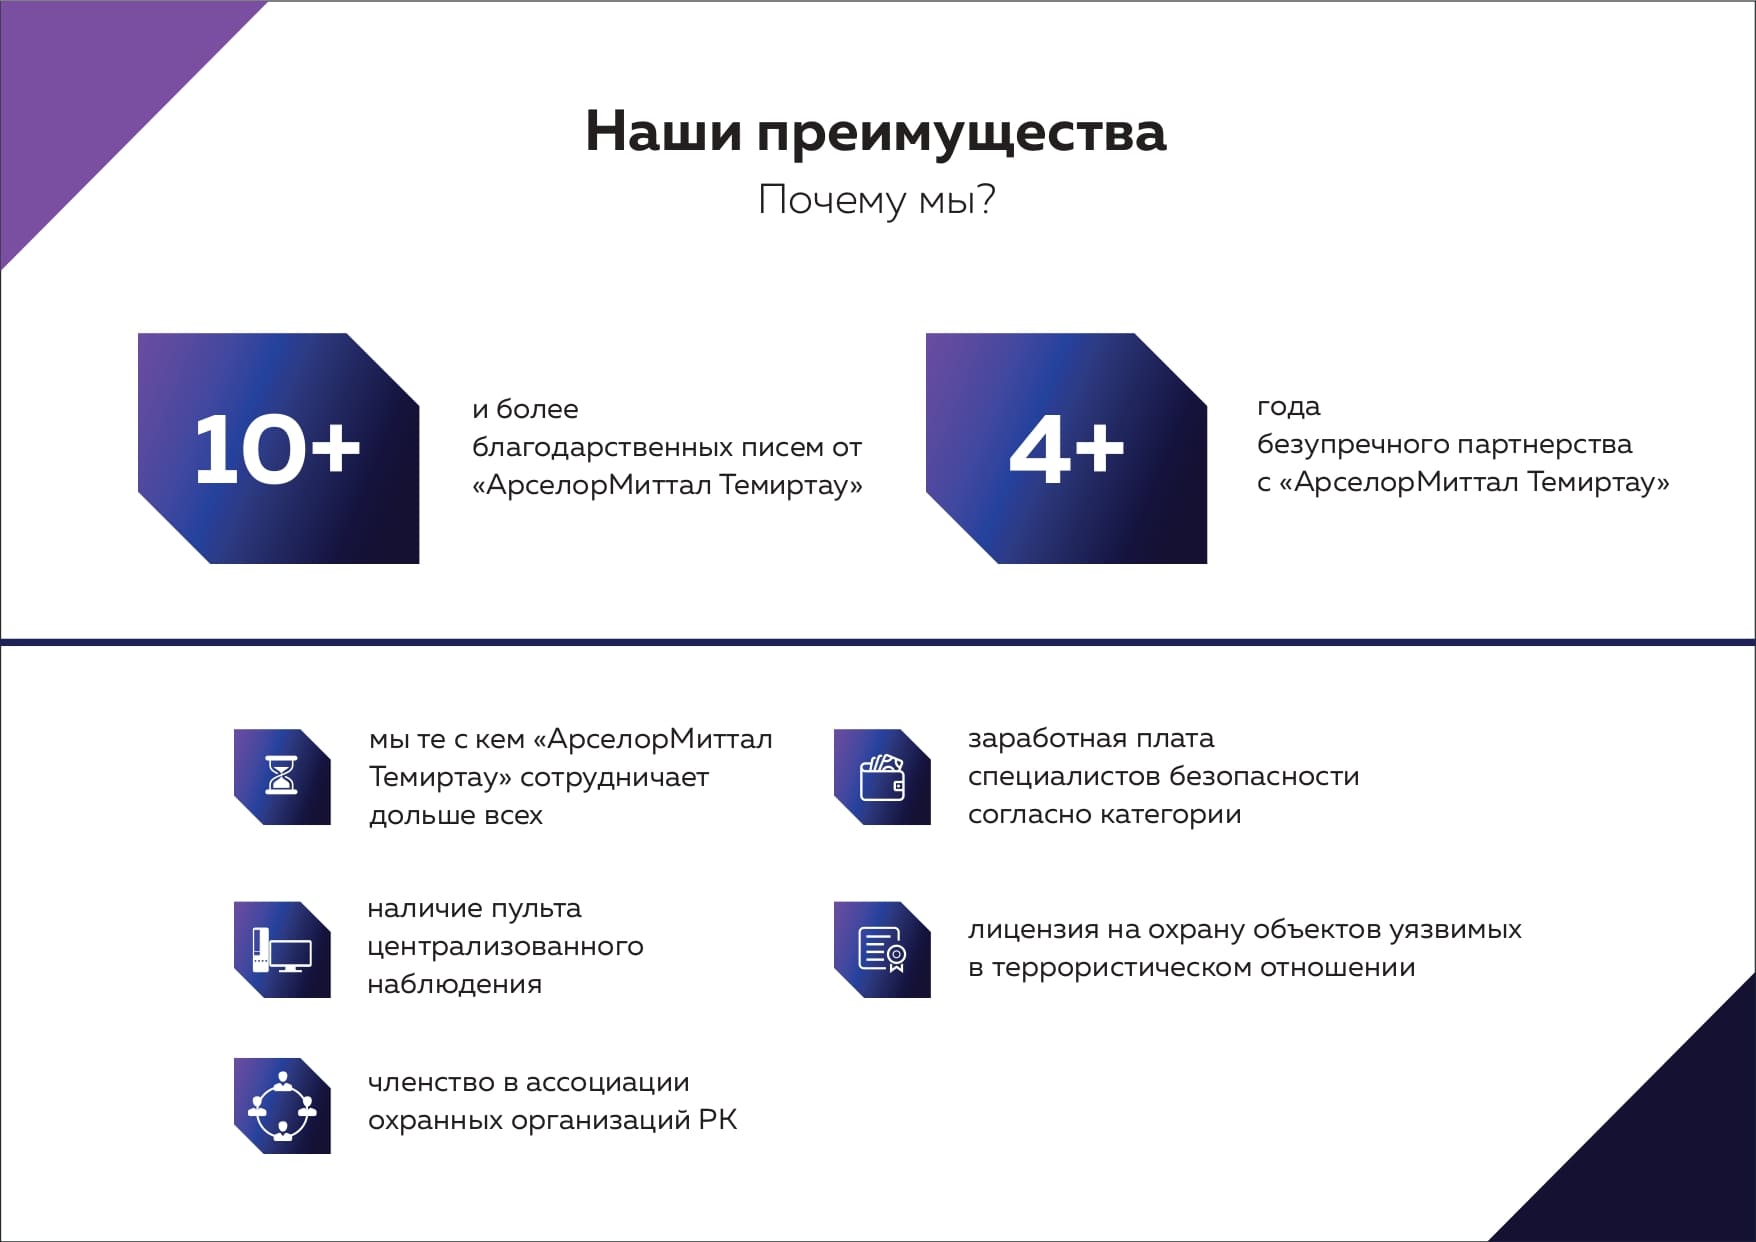 Наши преимущества
Почему мы?
10+
и более
благодарственных писем от
«АрселорМиттал Темиртау»
4+
года
безупречного партнерства
с «АрселорМиттал Темиртау»
мы те с кем «АрселорМиттал
Темиртау» сотрудничает
дольше всех
заработная плата
специалистов безопасности
согласно категории
наличие пульта
централизованного
наблюдения
лицензия на охрану объектов уязвимых
в террористическом отношении
членство в ассоциации
охранных организаций РК